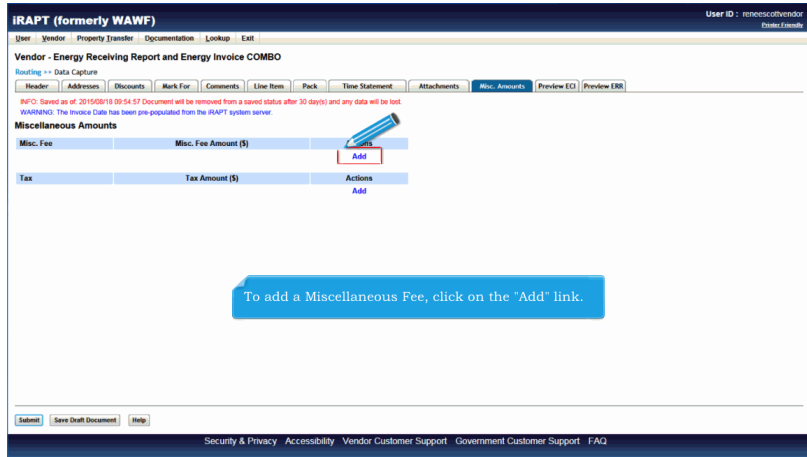 iRAPT (formerly WAWF)
User ID : reneescottvendor
Printer Friendly
User Vendor Property Transfer Documentation Lookup Exit
Vendor - Energy Receiving Report and Energy Invoice COMBO
Routing >> Data Capture
Header Addresses Discounts Mark For Comments Line Item Pack Time Statement Attachments Misc. Amounts Preview ECI Preview ERR
INFO: Saved as of: 2015/08/18 09:54:57 Document will be removed from a saved status after 30 day(s) and any data will be lost.
WARNING: The Invoice Date has been pre-populated from the iRAPT system server.
Miscellaneous Amounts
Misc. Fee Misc. Fee Amount ($)
Add
Tax Tax Amount ($) Actions
Add
To add a Miscellaneous Fee, click on the "Add" link.
Submit Save Draft Document Help
Security & Privacy Accessibility Vendor Customer Support Government Customer Support FAQ